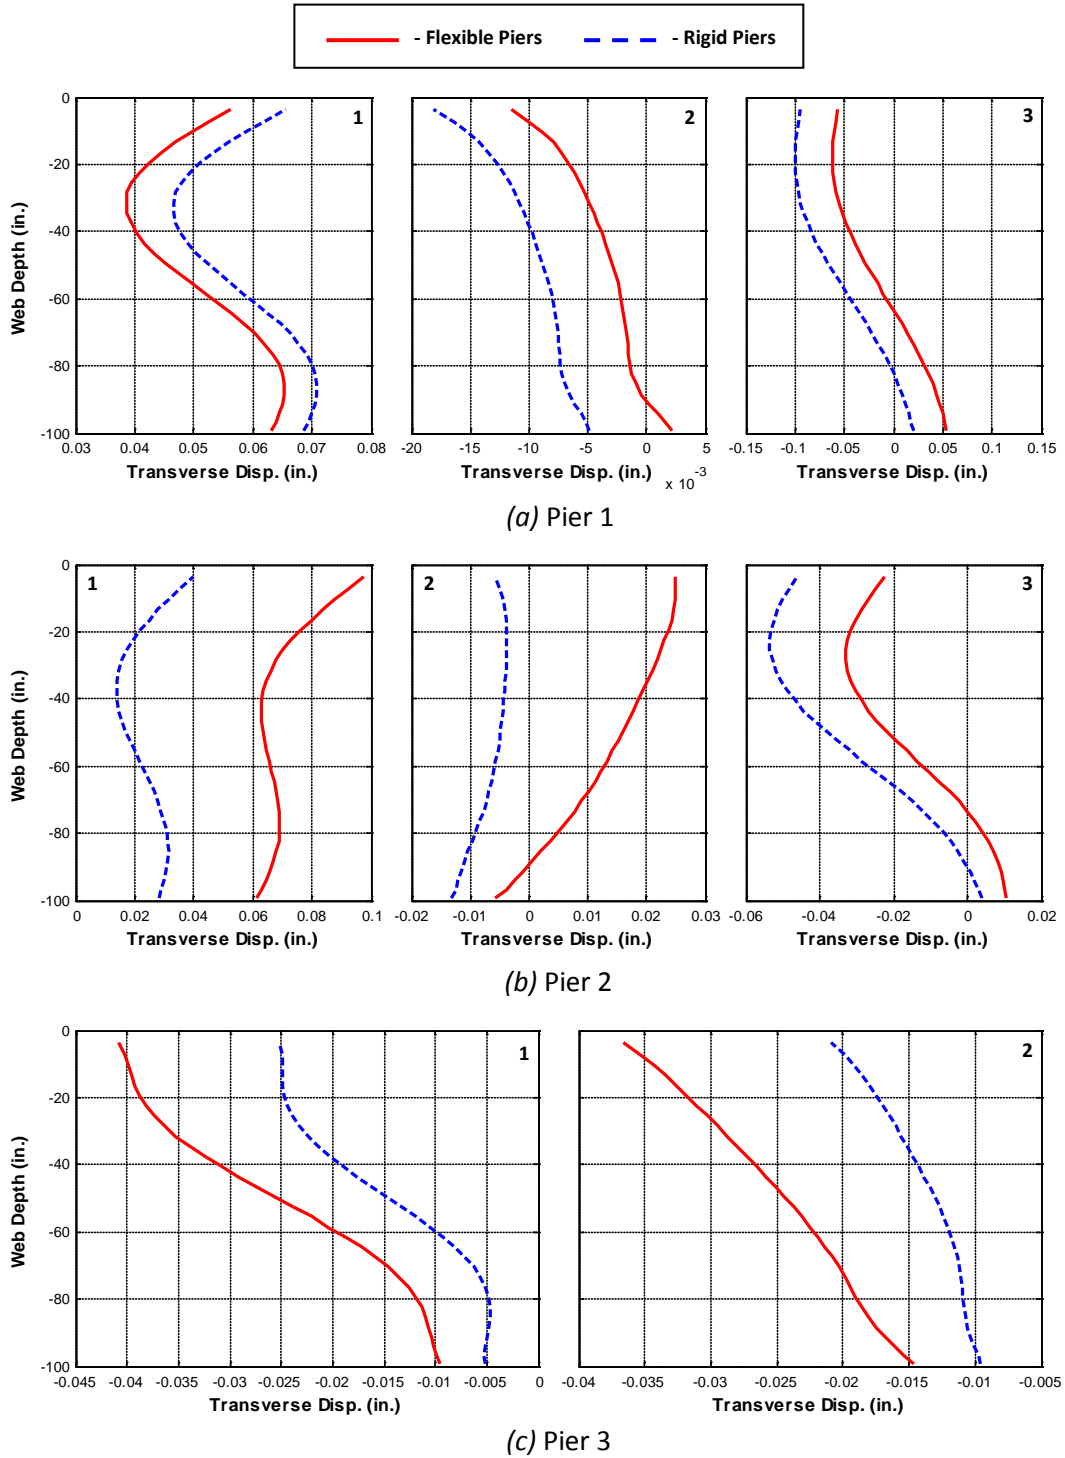 - Flexible Piers - Rigid Piers
0 -20 -40 -60 -80 -100
Web Depth (in.)
1
0.03 0.04 0.05 0.06 0.07 0.08
Transverse Disp. (in.)
2
-20 -15 -10 -5 0 5
Transverse Disp. (in.) x 10^-3
3
-0.15 -0.1 -0.05 0 0.05 0.1 0.15
Transverse Disp. (in.)
(a) Pier 1
0 -20 -40 -60 -80 -100
Web Depth (in.)
1
0 0.02 0.04 0.06 0.08 0.1
Transverse Disp. (in.)
2
-0.02 -0.01 0 0.01 0.02 0.03
Transverse Disp. (in.)
3
-0.06 -0.04 -0.02 0 0.02
Transverse Disp. (in.)
(b) Pier 2
0 -20 -40 -60 -80 -100
Web Depth (in.)
1
-0.045 -0.04 -0.035 -0.03 -0.025 -0.02 -0.015 -0.01 -0.005 0
Transverse Disp. (in.)
2
-0.04 -0.035 -0.03 -0.025 -0.02 -0.015 -0.01 -0.005
Transverse Disp. (in.)
(c) Pier 3